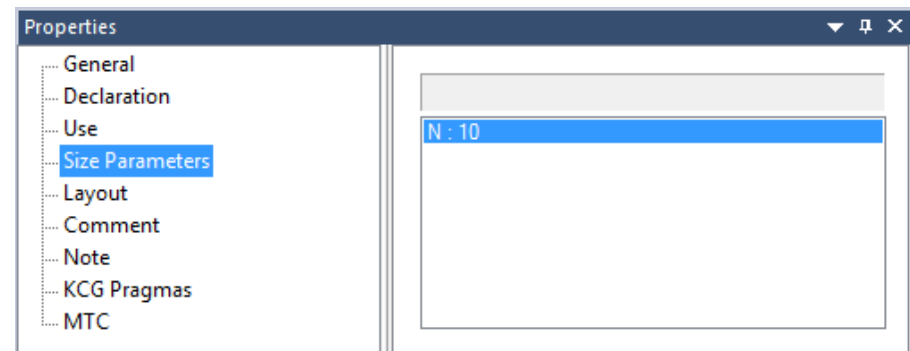 Properties
General
Declaration
Use
Size Parameters
Layout
Comment
Note
KCG Pragmas
MTC
N : 10